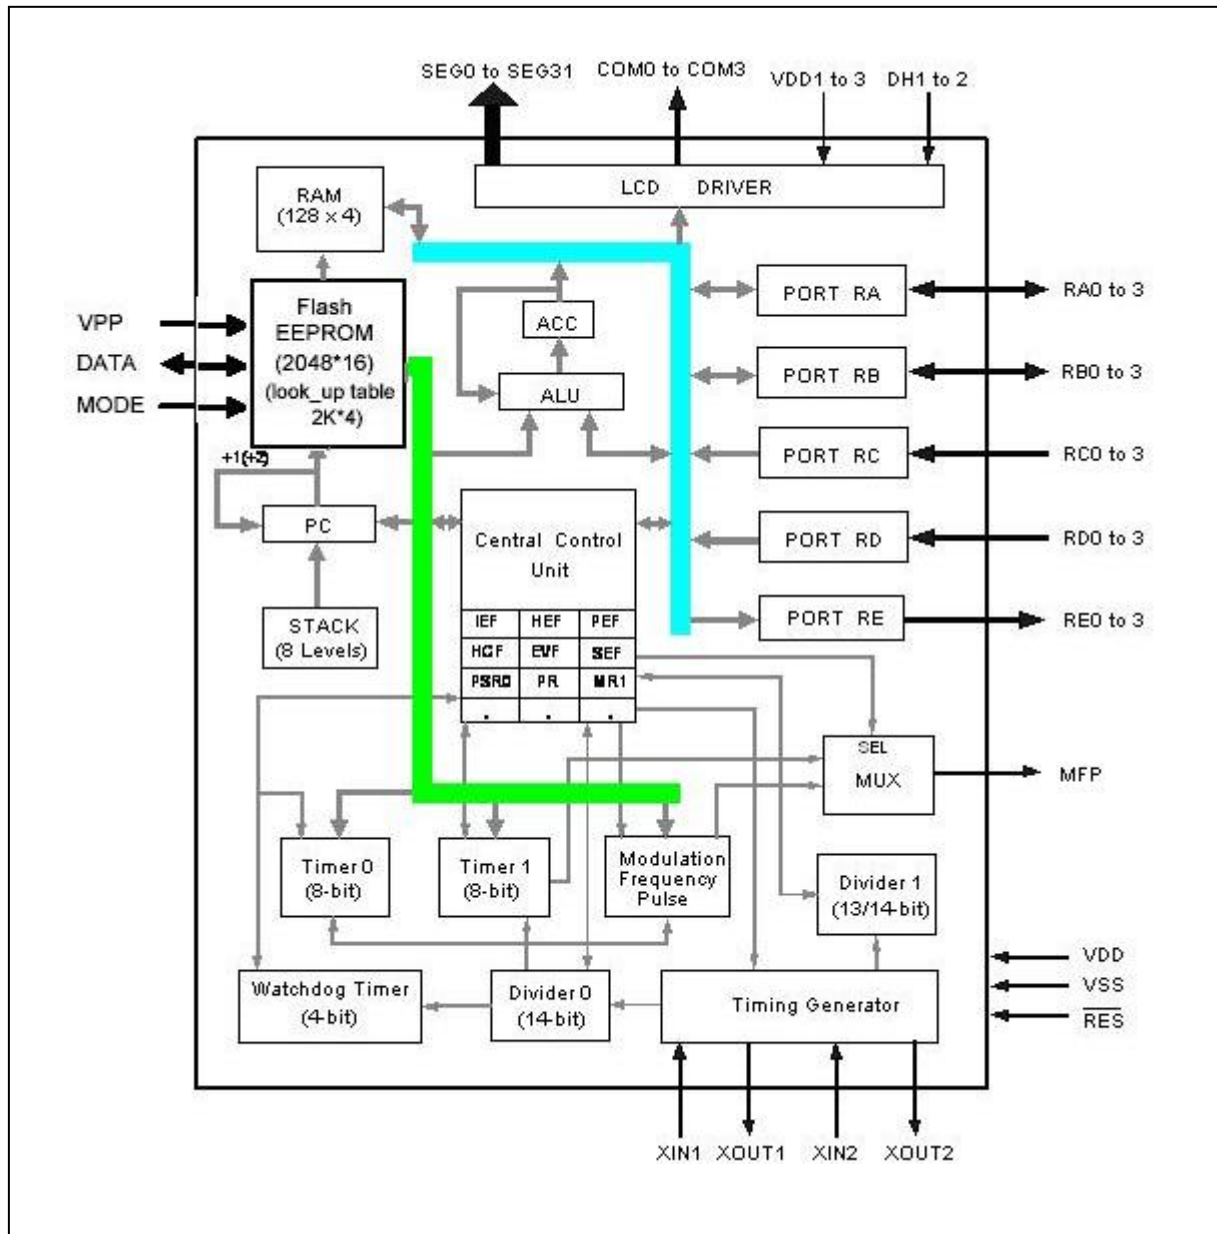 SEG0 to SEG31
COM0 to COM3
VDD1 to 3
DH1 to 2
LCD DRIVER
RAM
(128 x 4)
Flash
EEPROM
(2048*16)
(look_up table
2K*4)
VPP
DATA
MODE
ACC
ALU
PORT RA
RA0 to 3
PORT RB
RB0 to 3
PORT RC
RC0 to 3
PORT RD
RD0 to 3
PORT RE
RE0 to 3
+1(+2)
PC
STACK
(8 Levels)
Central Control
Unit
IEF HEF PEF
HCF EVF SEF
PSR0 PR MR1
. . .
SEL
MUX
MFP
Timer 0
(8-bit)
Timer 1
(8-bit)
Modulation
Frequency
Pulse
Divider 1
(13/14-bit)
Watchdog Timer
(4-bit)
Divider 0
(14-bit)
Timing Generator
VDD
VSS
RES
XIN1
XOUT1
XIN2
XOUT2